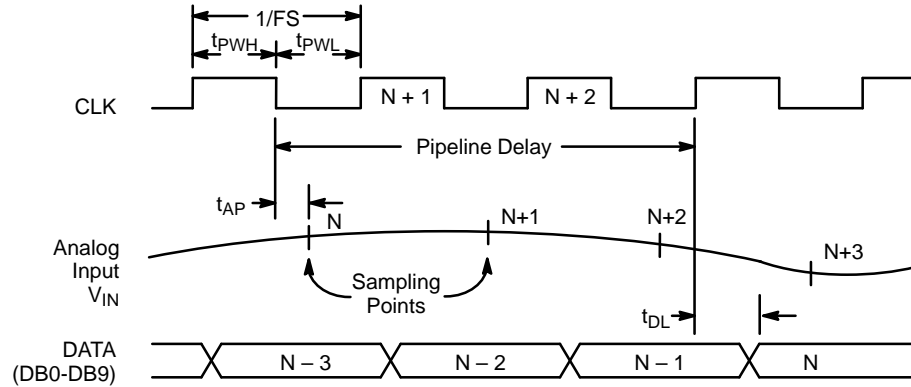 1/FS
tPWH tPWL
CLK
N + 1 N + 2
Pipeline Delay
tAP
N N+1 N+2 N+3
Analog
Input
VIN
Sampling
Points
tDL
DATA
(DB0-DB9)
N – 3 N – 2 N – 1 N